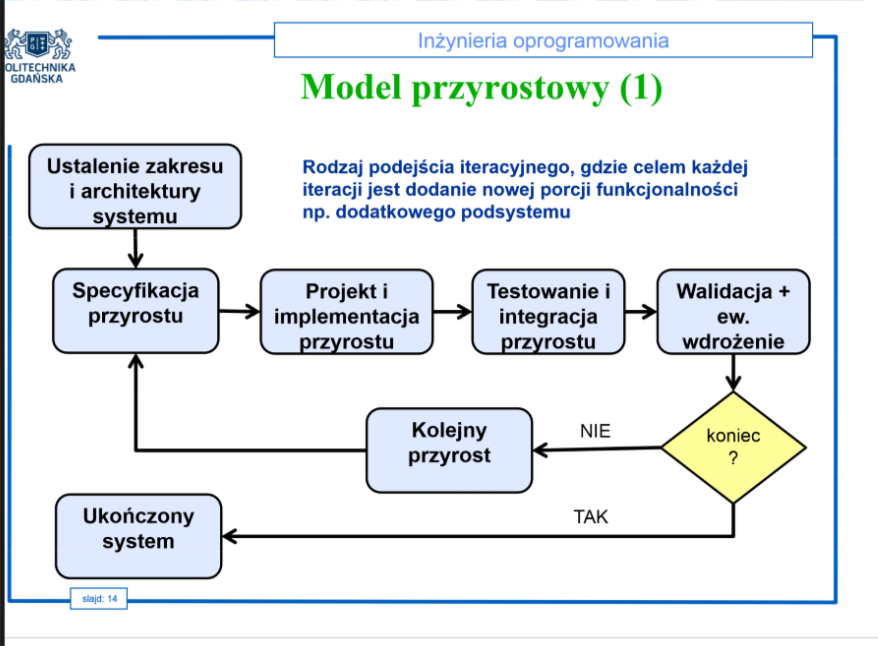 Inżynieria oprogramowania
OLITECHNIKA
GDAŃSKA
Model przyrostowy (1)
Ustalenie zakresu
i architektury
systemu
Rodzaj podejścia iteracyjnego, gdzie celem każdej
iteracji jest dodanie nowej porcji funkcjonalności
np. dodatkowego podsystemu
Specyfikacja
przyrostu
Projekt i
implementacja
przyrostu
Testowanie i
integracja
przyrostu
Walidacja +
ew.
wdrożenie
Kolejny
przyrost
NIE
koniec
?
Ukończony
system
TAK
slajd: 14